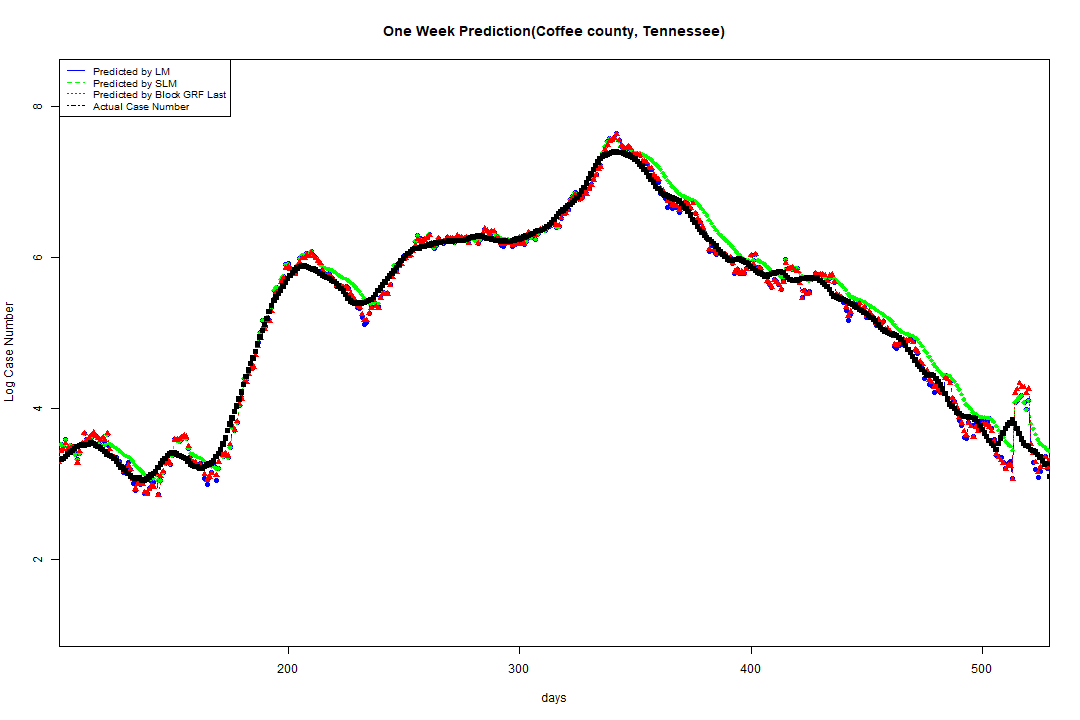 One Week Prediction(Coffee county, Tennessee)
Predicted by LM
Predicted by SLM
Predicted by Block GRF Last
Actual Case Number
8
6
4
2
Log Case Number
200
300
400
500
days